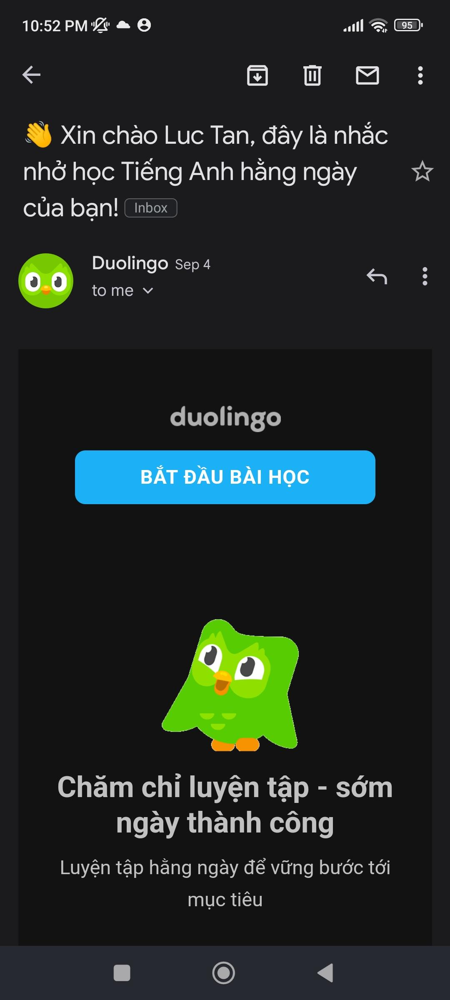 10:52 PM
95
👋 Xin chào Luc Tan, đây là nhắc
nhở học Tiếng Anh hằng ngày
của bạn! Inbox
Duolingo Sep 4
to me
duolingo
BẮT ĐẦU BÀI HỌC
Chăm chỉ luyện tập - sớm
ngày thành công
Luyện tập hằng ngày để vững bước tới
mục tiêu